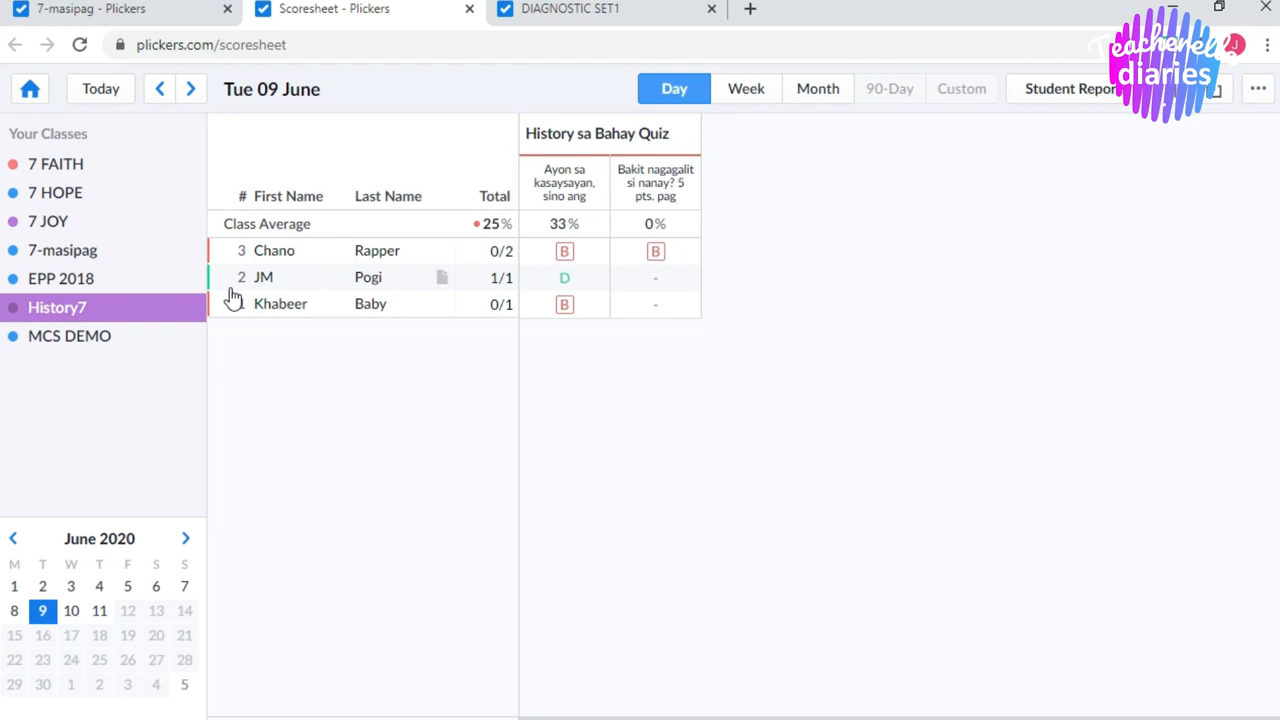 7-masipag - Plickers
Scoresheet - Plickers
DIAGNOSTIC SET1
plickers.com/scoresheet
J
Teacherella
diaries
Today
Tue 09 June
Day
Week
Month
90-Day
Custom
Student Repor
Your Classes
7 FAITH
7 HOPE
7 JOY
7-masipag
EPP 2018
History7
MCS DEMO
History sa Bahay Quiz
# First Name Last Name Total
Ayon sa
kasaysayan,
sino ang
Bakit nagagalit
si nanay? 5
pts. pag
Class Average 25% 33% 0%
3 Chano Rapper 0/2 B B
2 JM Pogi 1/1 D -
1 Khabeer Baby 0/1 B -
June 2020
M T W T F S S
1 2 3 4 5 6 7
8 9 10 11 12 13 14
15 16 17 18 19 20 21
22 23 24 25 26 27 28
29 30 1 2 3 4 5